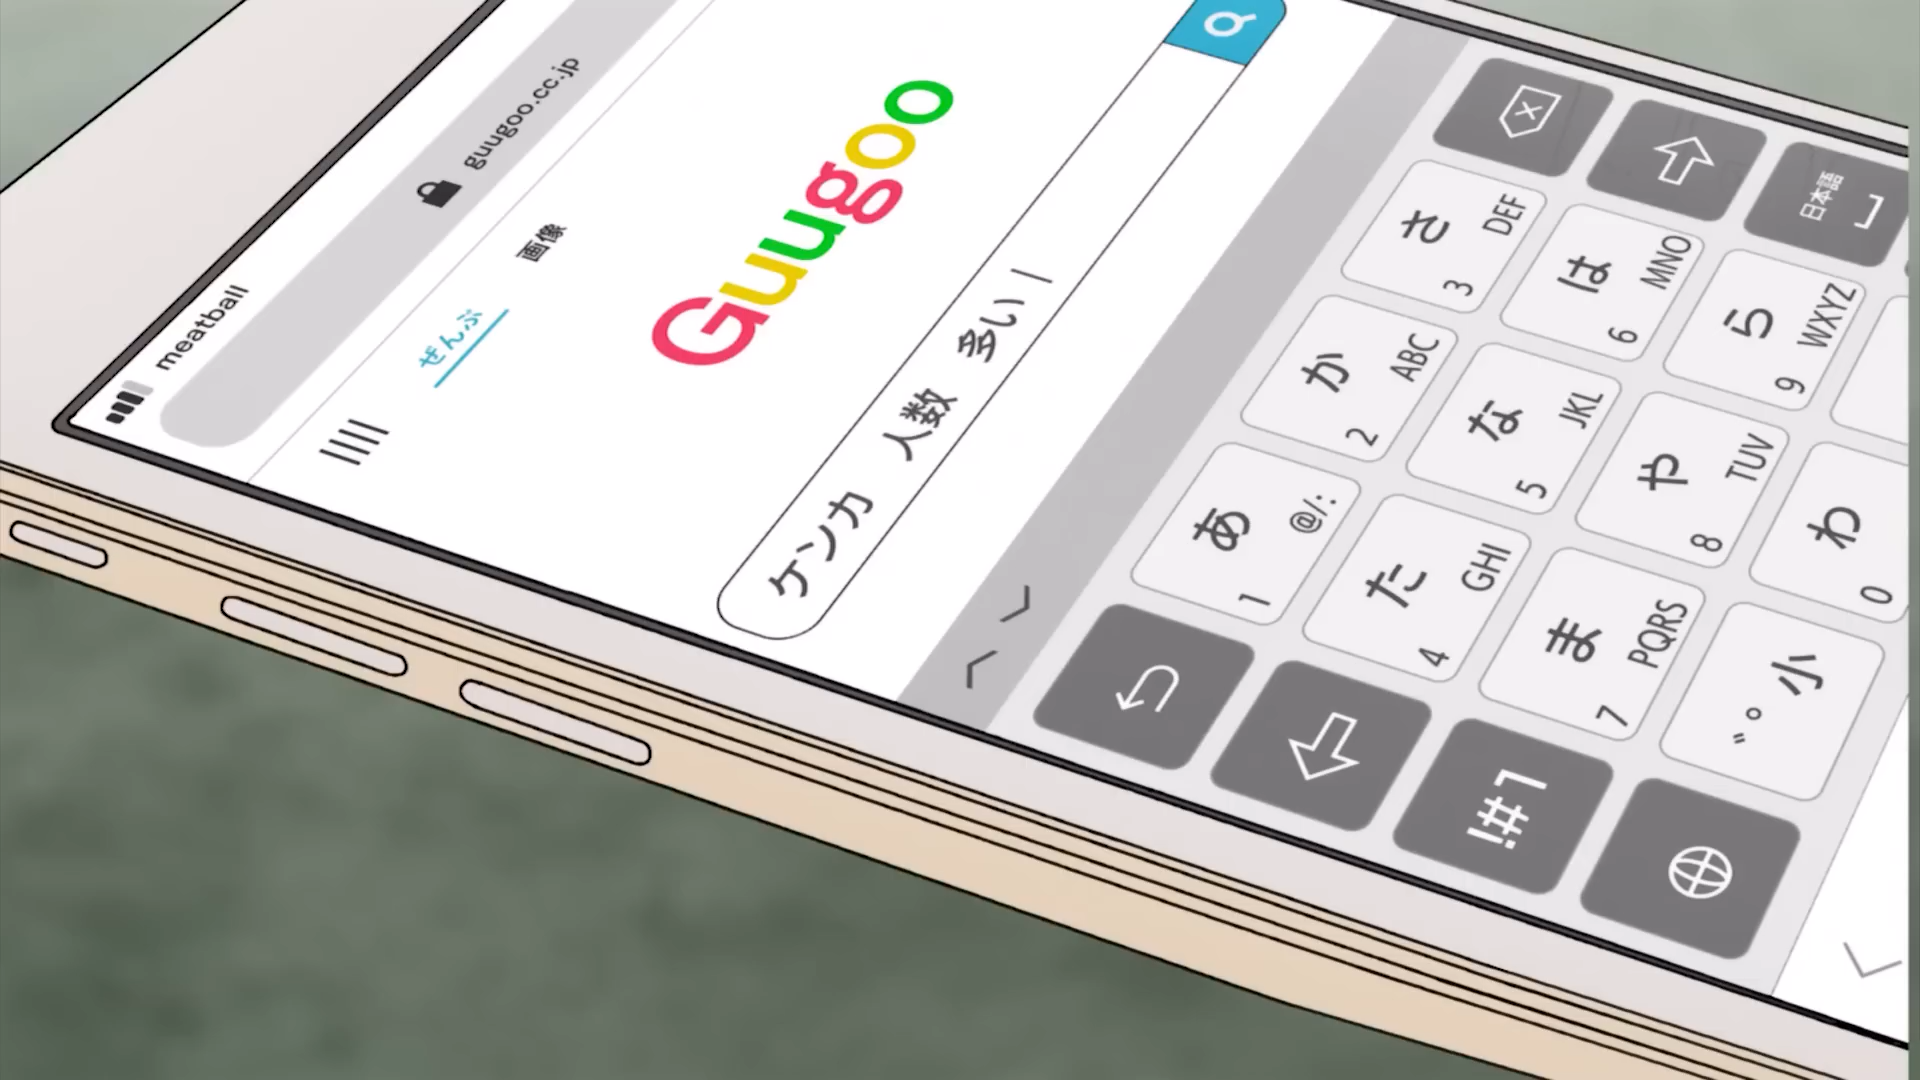 meatball
guugoo.cc.jp
ぜんぶ 画像
Guugoo
ケンカ 人数 多い
あ 1 @/:
か 2 ABC
さ 3 DEF
た 4 GHI
な 5 JKL
は 6 MNO
!#1
ま 7 PQRS
や 8 TUV
ら 9 WXYZ
日本語
゛゜小
わ 0